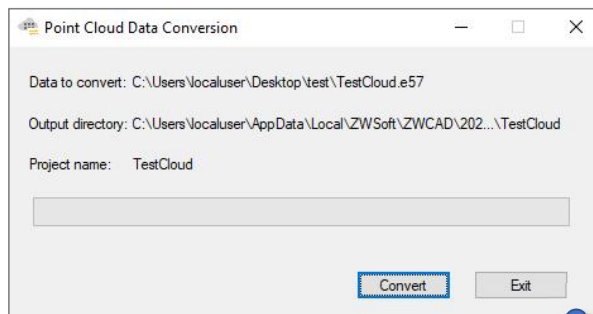 Point Cloud Data Conversion
Data to convert: C:\Users\localuser\Desktop\test\TestCloud.e57
Output directory: C:\Users\localuser\AppData\Local\ZWSoft\ZWCAD\202...\TestCloud
Project name: TestCloud
Convert Exit